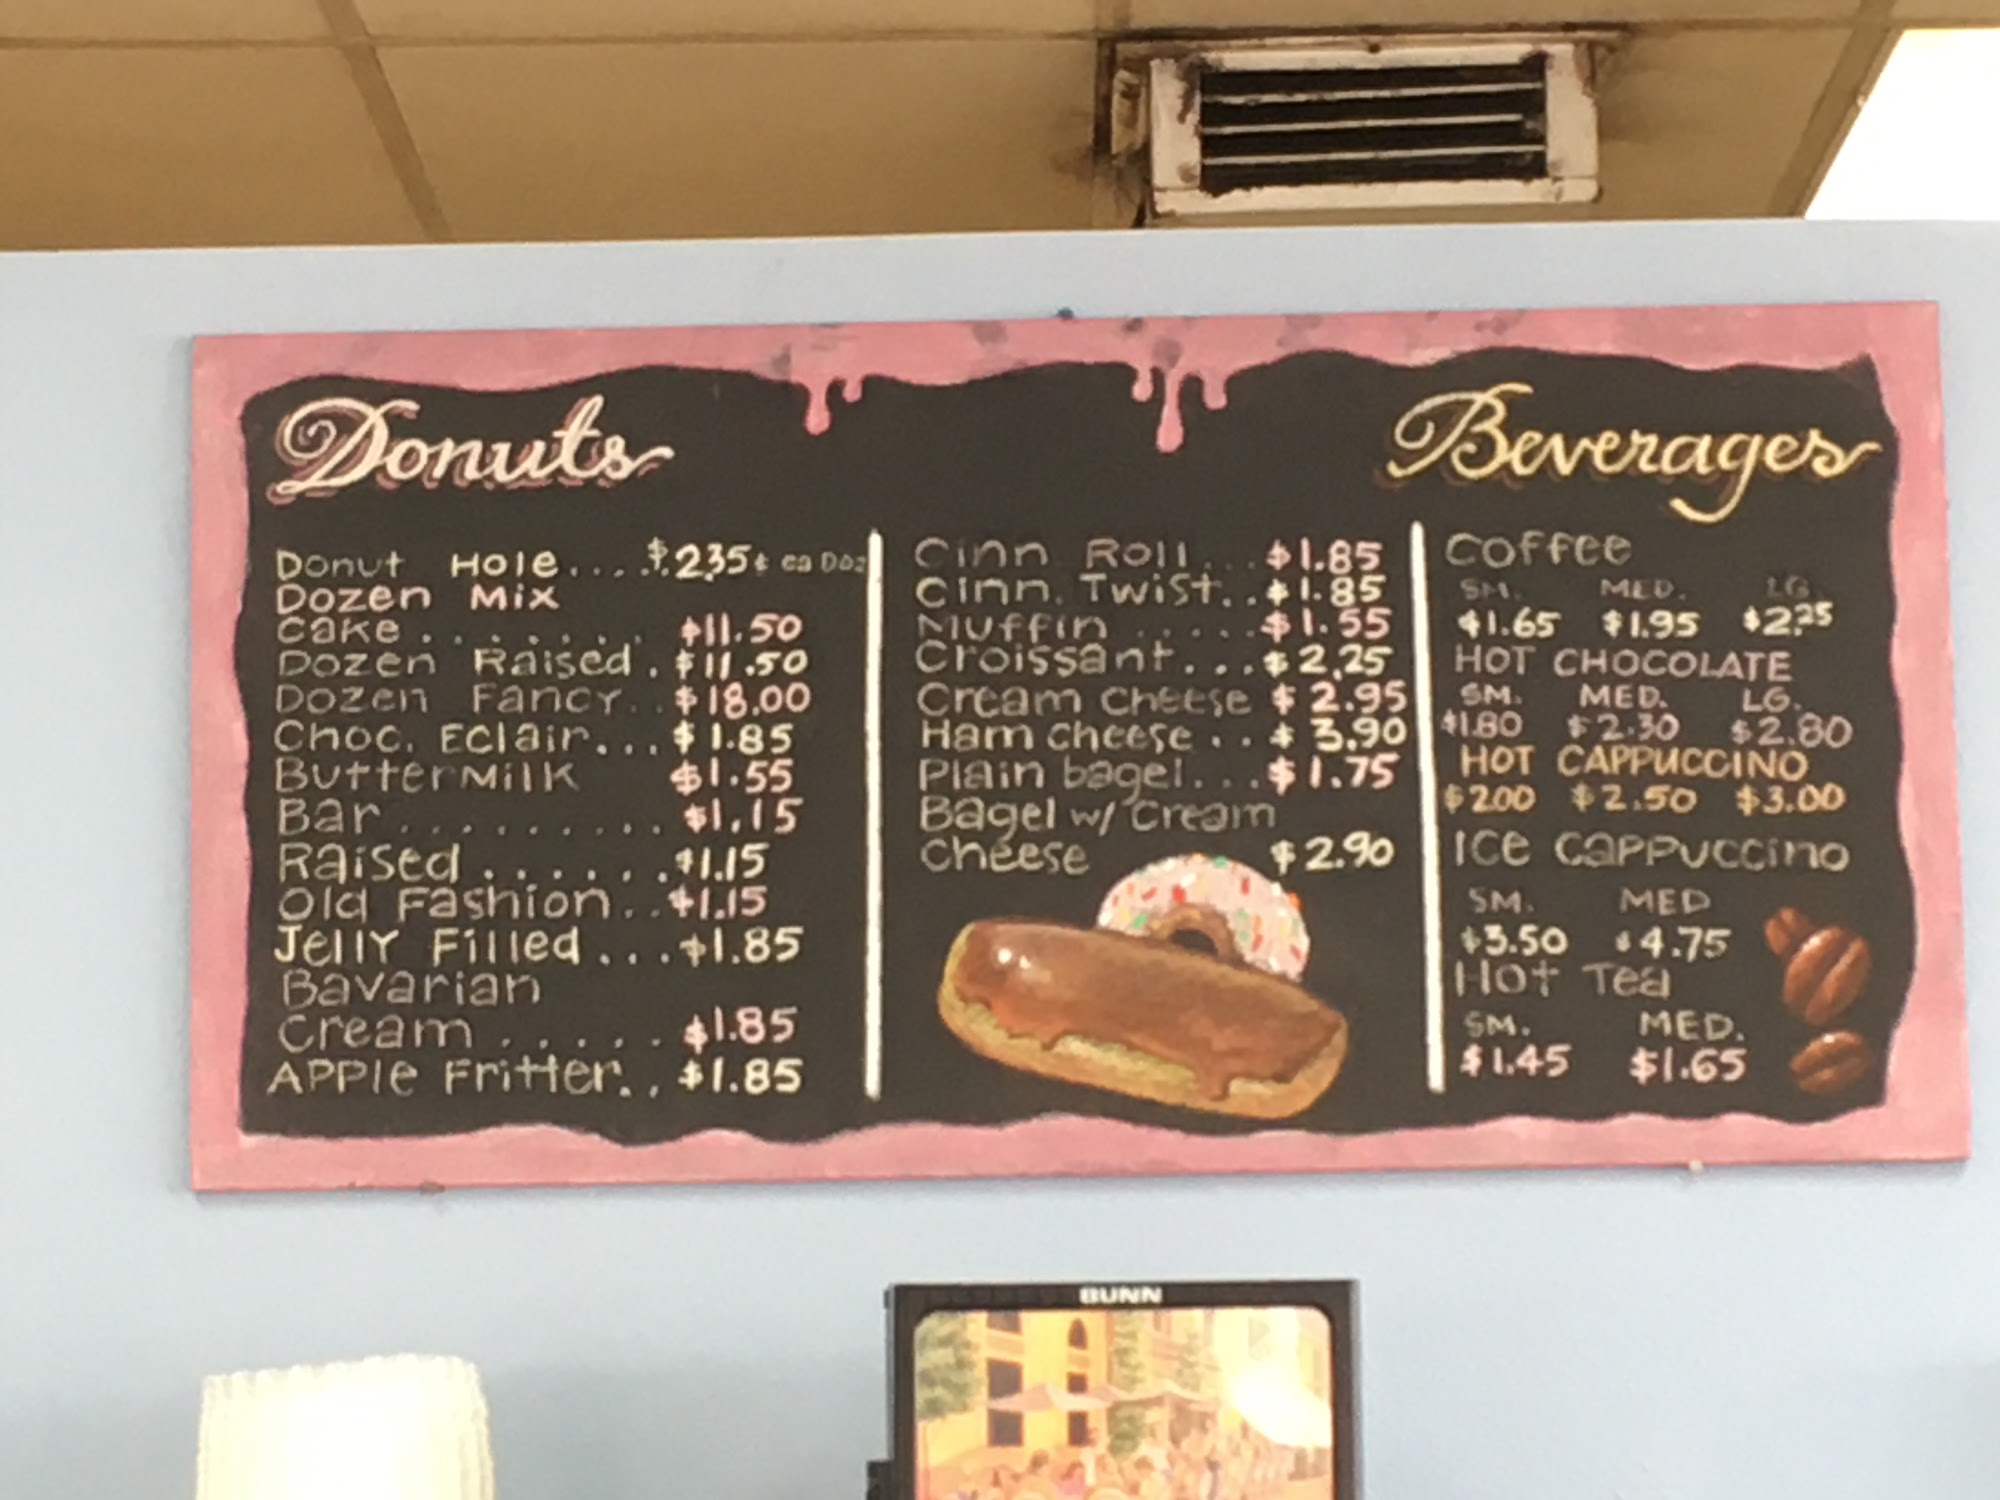 Donuts
Donut Hole.... $.2.35¢ ea Doz
Dozen Mix
Cake ........ $11.50
Dozen Raised. $11.50
Dozen Fancy.. $18.00
Choc. Eclair... $1.85
ButterMilk $1.55
Bar.......... $1.15
Raised ....... $1.15
Old Fashion.. $1.15
Jelly Filled ... $1.85
Bavarian
Cream ..... $1.85
Apple Fritter.. $1.85
Cinn Roll... $1.85
Cinn. Twist.. $1.85
Muffin ..... $1.55
Croissant... $2.25
Cream Cheese $2.95
Ham Cheese.. $3.90
Plain bagel... $1.75
Bagel w/ Cream
Cheese $2.90
Beverages
Coffee
SM. MED. LG.
$1.65 $1.95 $2.25
HOT CHOCOLATE
SM. MED. LG.
$1.80 $2.30 $2.80
HOT CAPPUCCINO
$200 $2.50 $3.00
ICe CAPPUCCino
SM. MED
$3.50 $4.75
Hot Tea
SM. MED.
$1.45 $1.65
BUNN